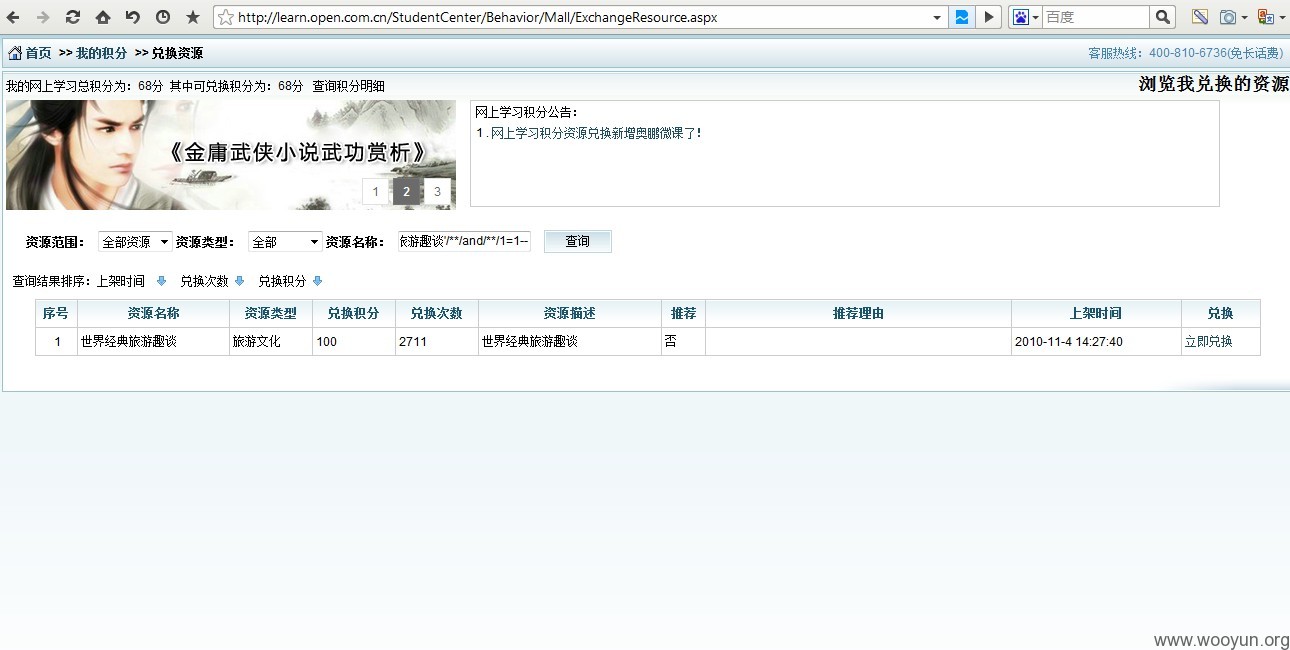 http://learn.open.com.cn/StudentCenter/Behavior/Mall/ExchangeResource.aspx 百度
首页 >> 我的积分 >> 兑换资源 客服热线：400-810-6736(免长话费)
我的网上学习总积分为：68分 其中可兑换积分为：68分 查询积分明细 浏览我兑换的资源
《金庸武侠小说武功赏析》
1 2 3
网上学习积分公告：
1.网上学习积分资源兑换新增奥鹏微课了！
资源范围： 全部资源 资源类型： 全部 资源名称： 旅游趣谈'/**/and/**/1=1-- 查询
查询结果排序：上架时间 兑换次数 兑换积分
序号 资源名称 资源类型 兑换积分 兑换次数 资源描述 推荐 推荐理由 上架时间 兑换
1 世界经典旅游趣谈 旅游文化 100 2711 世界经典旅游趣谈 否 2010-11-4 14:27:40 立即兑换
www.wooyun.org